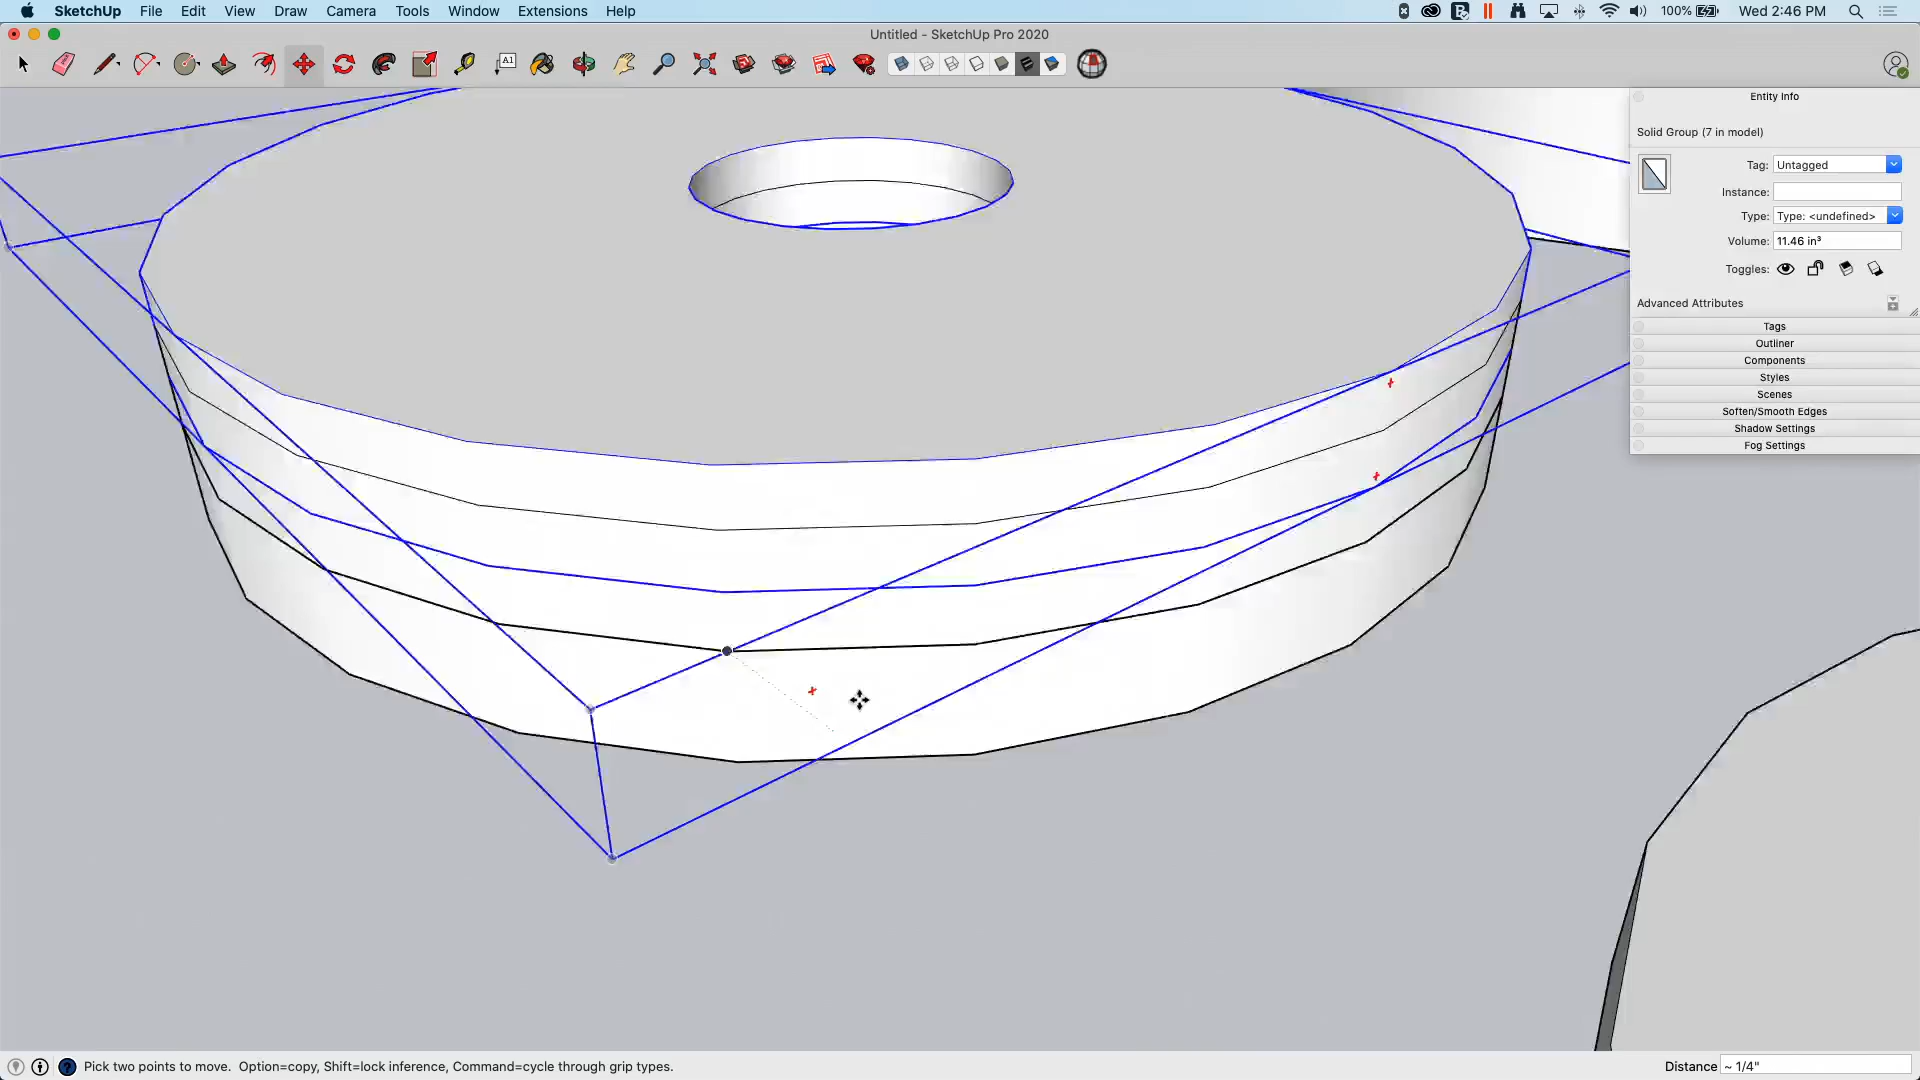 SketchUp File Edit View Draw Camera Tools Window Extensions Help 100% Wed 2:46 PM
Untitled - SketchUp Pro 2020
A1
Entity Info
Solid Group (7 in model)
Tag: Untagged
Instance:
Type: Type: <undefined>
Volume: 11.46 in³
Toggles:
Advanced Attributes
Tags
Outliner
Components
Styles
Scenes
Soften/Smooth Edges
Shadow Settings
Fog Settings
Pick two points to move. Option=copy, Shift=lock inference, Command=cycle through grip types. Distance ~ 1/4"